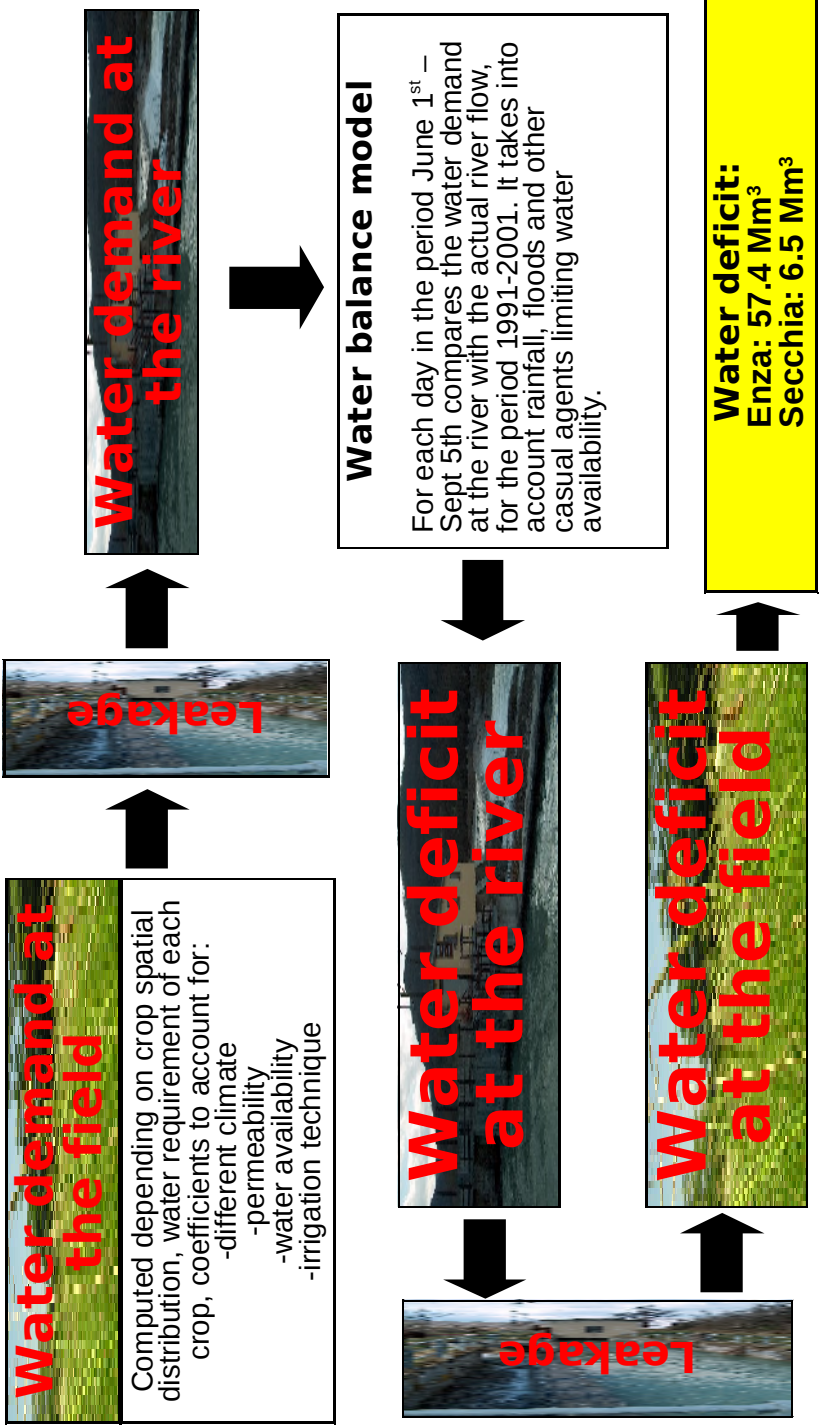 Water demand at
the field
Computed depending on crop spatial
distribution, water requirement of each
crop, coefficients to account for:
-different climate
-permeability
-water availability
-irrigation technique
Leakage
Water demand at
the river
Water balance model
For each day in the period June 1st –
Sept 5th compares the water demand
at the river with the actual river flow,
for the period 1991-2001. It takes into
account rainfall, floods and other
casual agents limiting water
availability.
Water deficit
at the river
Leakage
Water deficit
at the field
Water deficit:
Enza: 57.4 Mm³
Secchia: 6.5 Mm³